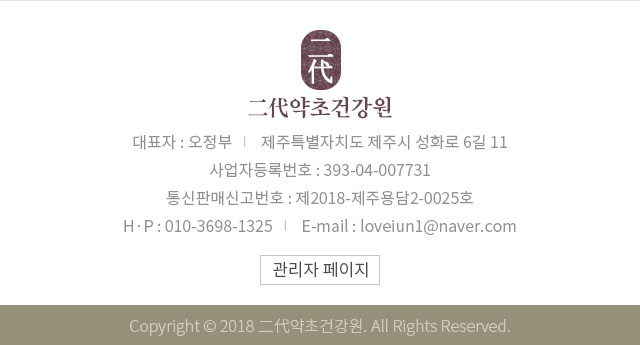 二代
二代약초건강원
대표자 : 오정부 | 제주특별자치도 제주시 성화로 6길 11
사업자등록번호 : 393-04-007731
통신판매신고번호 : 제2018-제주용담2-0025호
H · P : 010-3698-1325 | E-mail : loveiun1@naver.com
관리자 페이지
Copyright © 2018 二代약초건강원. All Rights Reserved.